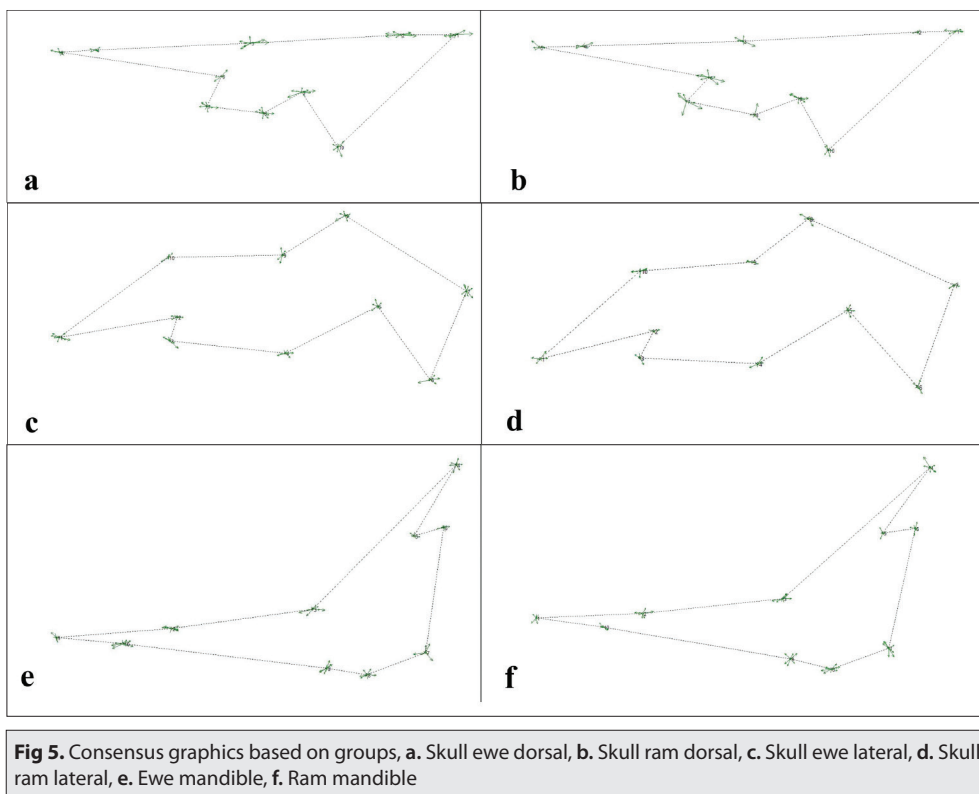 a
b
c
d
e
f
Fig 5. Consensus graphics based on groups, a. Skull ewe dorsal, b. Skull ram dorsal, c. Skull ewe lateral, d. Skull
ram lateral, e. Ewe mandible, f. Ram mandible